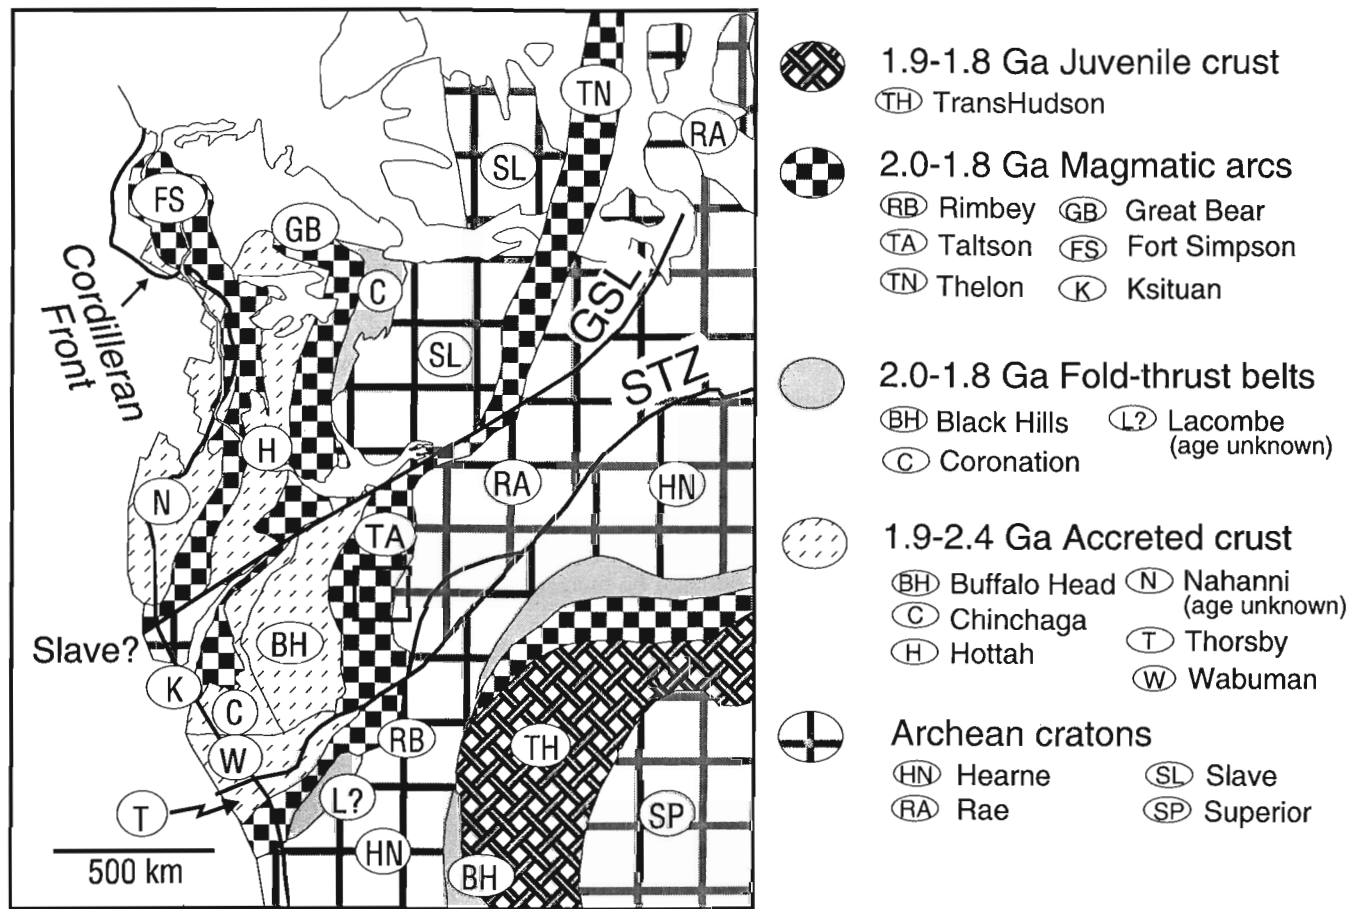 TN
RA
SL
FS
GB
Cordilleran
Front
C
GSL
SL
STZ
H
N
RA
HN
TA
Slave?
BH
K
C
W
RB
TH
T
L?
SP
HN
BH
500 km
1.9-1.8 Ga Juvenile crust
TH TransHudson
2.0-1.8 Ga Magmatic arcs
RB Rimbey GB Great Bear
TA Taltson FS Fort Simpson
TN Thelon K Ksituan
2.0-1.8 Ga Fold-thrust belts
BH Black Hills L? Lacombe
(age unknown)
C Coronation
1.9-2.4 Ga Accreted crust
BH Buffalo Head N Nahanni
(age unknown)
C Chinchaga
T Thorsby
H Hottah
W Wabuman
Archean cratons
HN Hearne SL Slave
RA Rae SP Superior